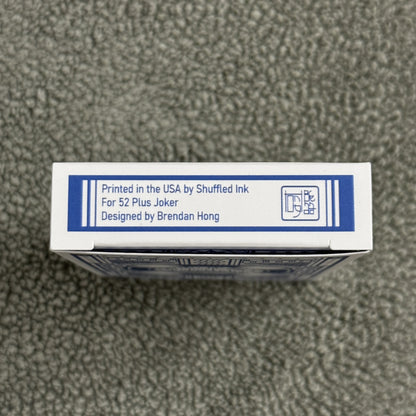 Printed in the USA by Shuffled Ink
For 52 Plus Joker
Designed by Brendan Hong